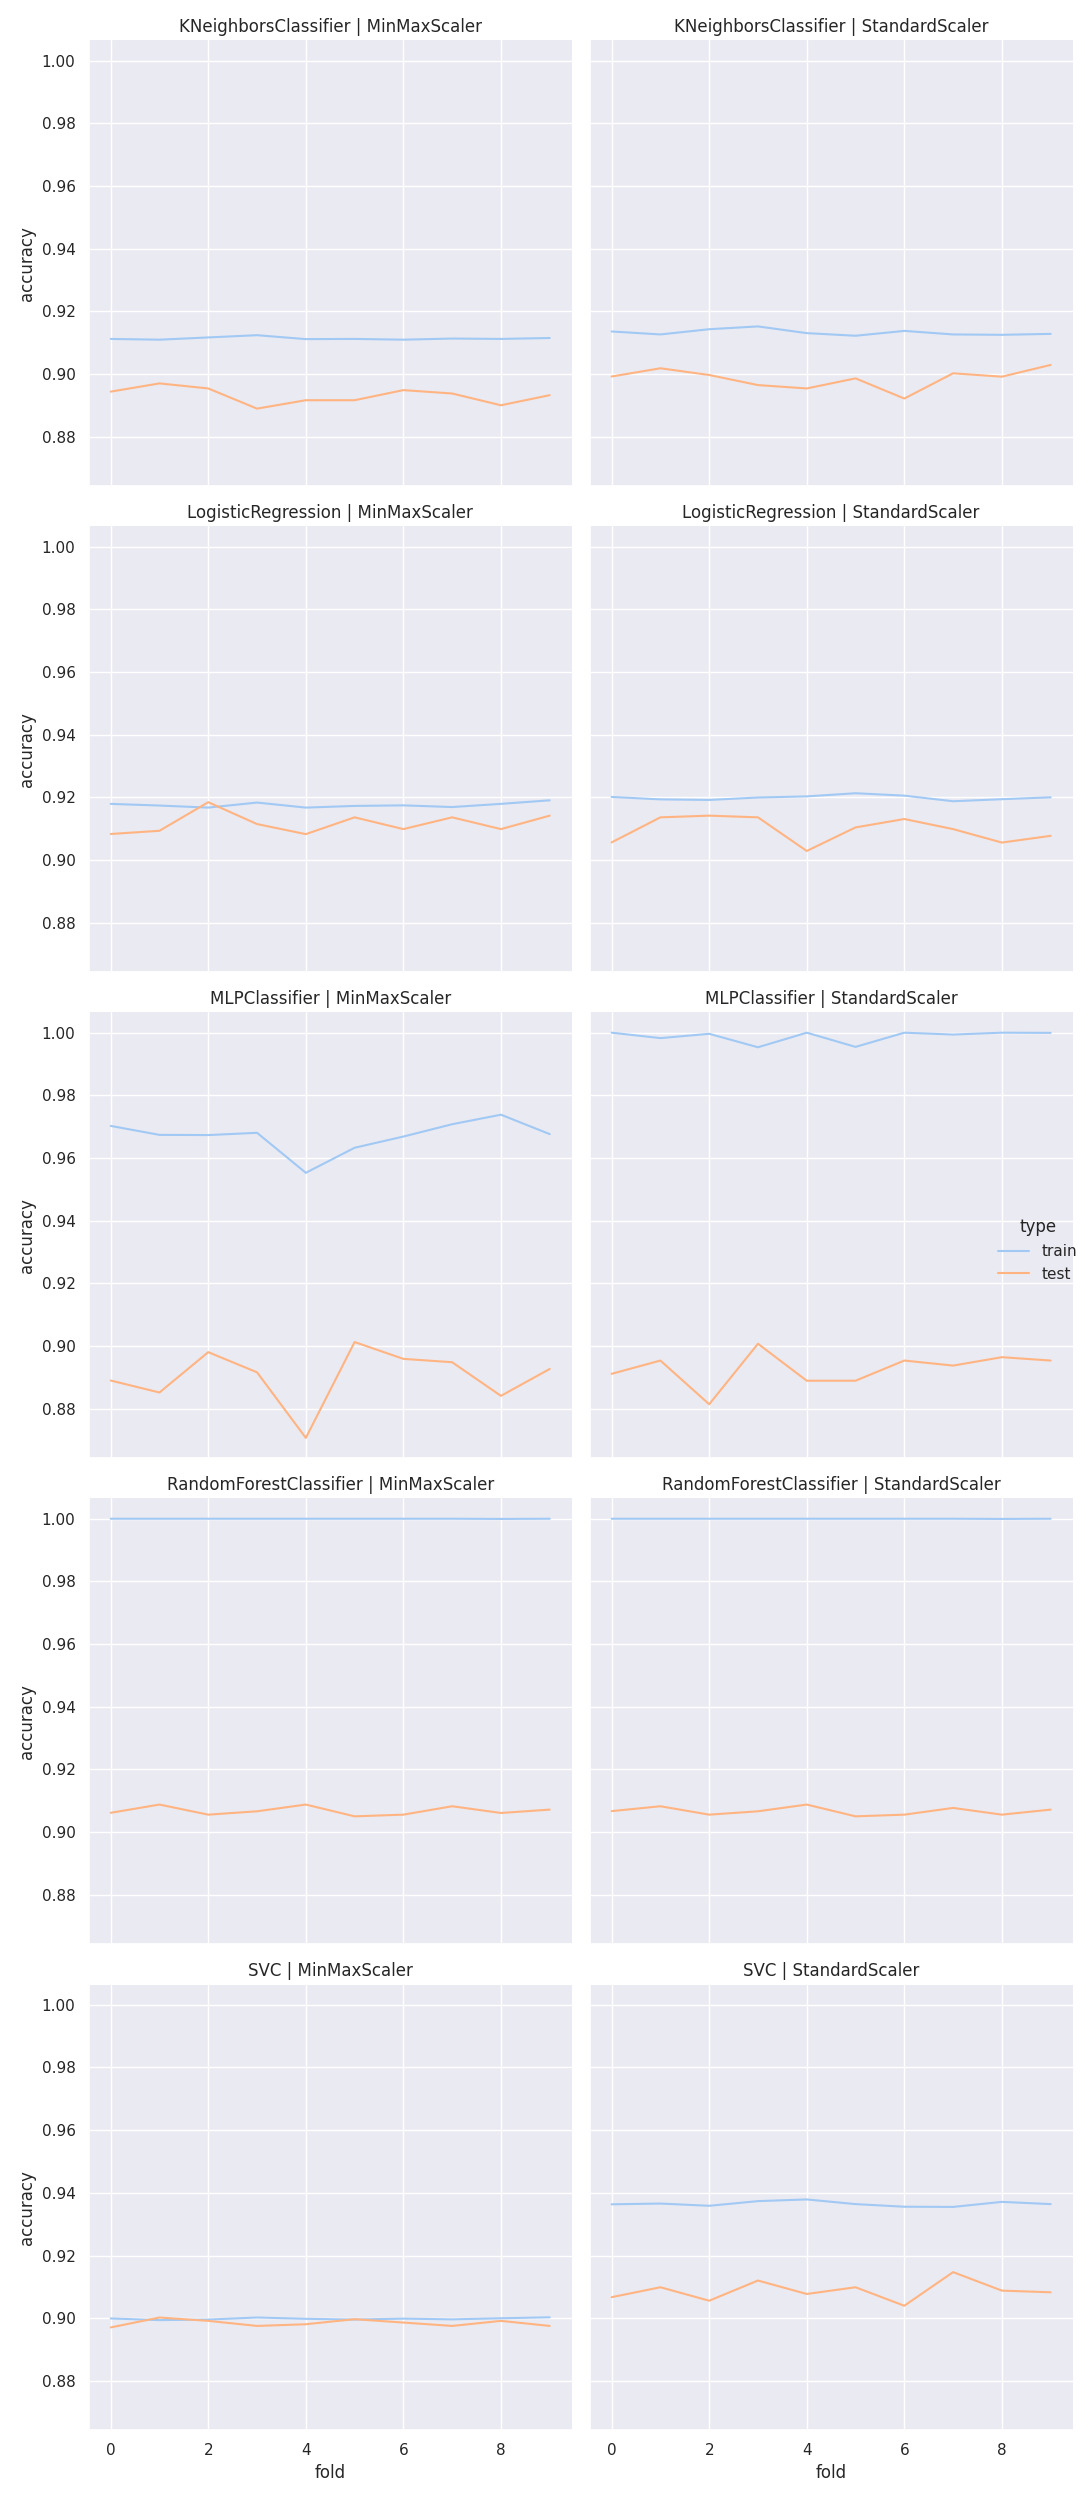 KNeighborsClassifier | MinMaxScaler
KNeighborsClassifier | StandardScaler
1.00
0.98
0.96
0.94
0.92
0.90
0.88
accuracy
LogisticRegression | MinMaxScaler
LogisticRegression | StandardScaler
1.00
0.98
0.96
0.94
0.92
0.90
0.88
accuracy
MLPClassifier | MinMaxScaler
MLPClassifier | StandardScaler
1.00
0.98
0.96
0.94
0.92
0.90
0.88
accuracy
type
train
test
RandomForestClassifier | MinMaxScaler
RandomForestClassifier | StandardScaler
1.00
0.98
0.96
0.94
0.92
0.90
0.88
accuracy
SVC | MinMaxScaler
SVC | StandardScaler
1.00
0.98
0.96
0.94
0.92
0.90
0.88
accuracy
0 2 4 6 8
0 2 4 6 8
fold
fold